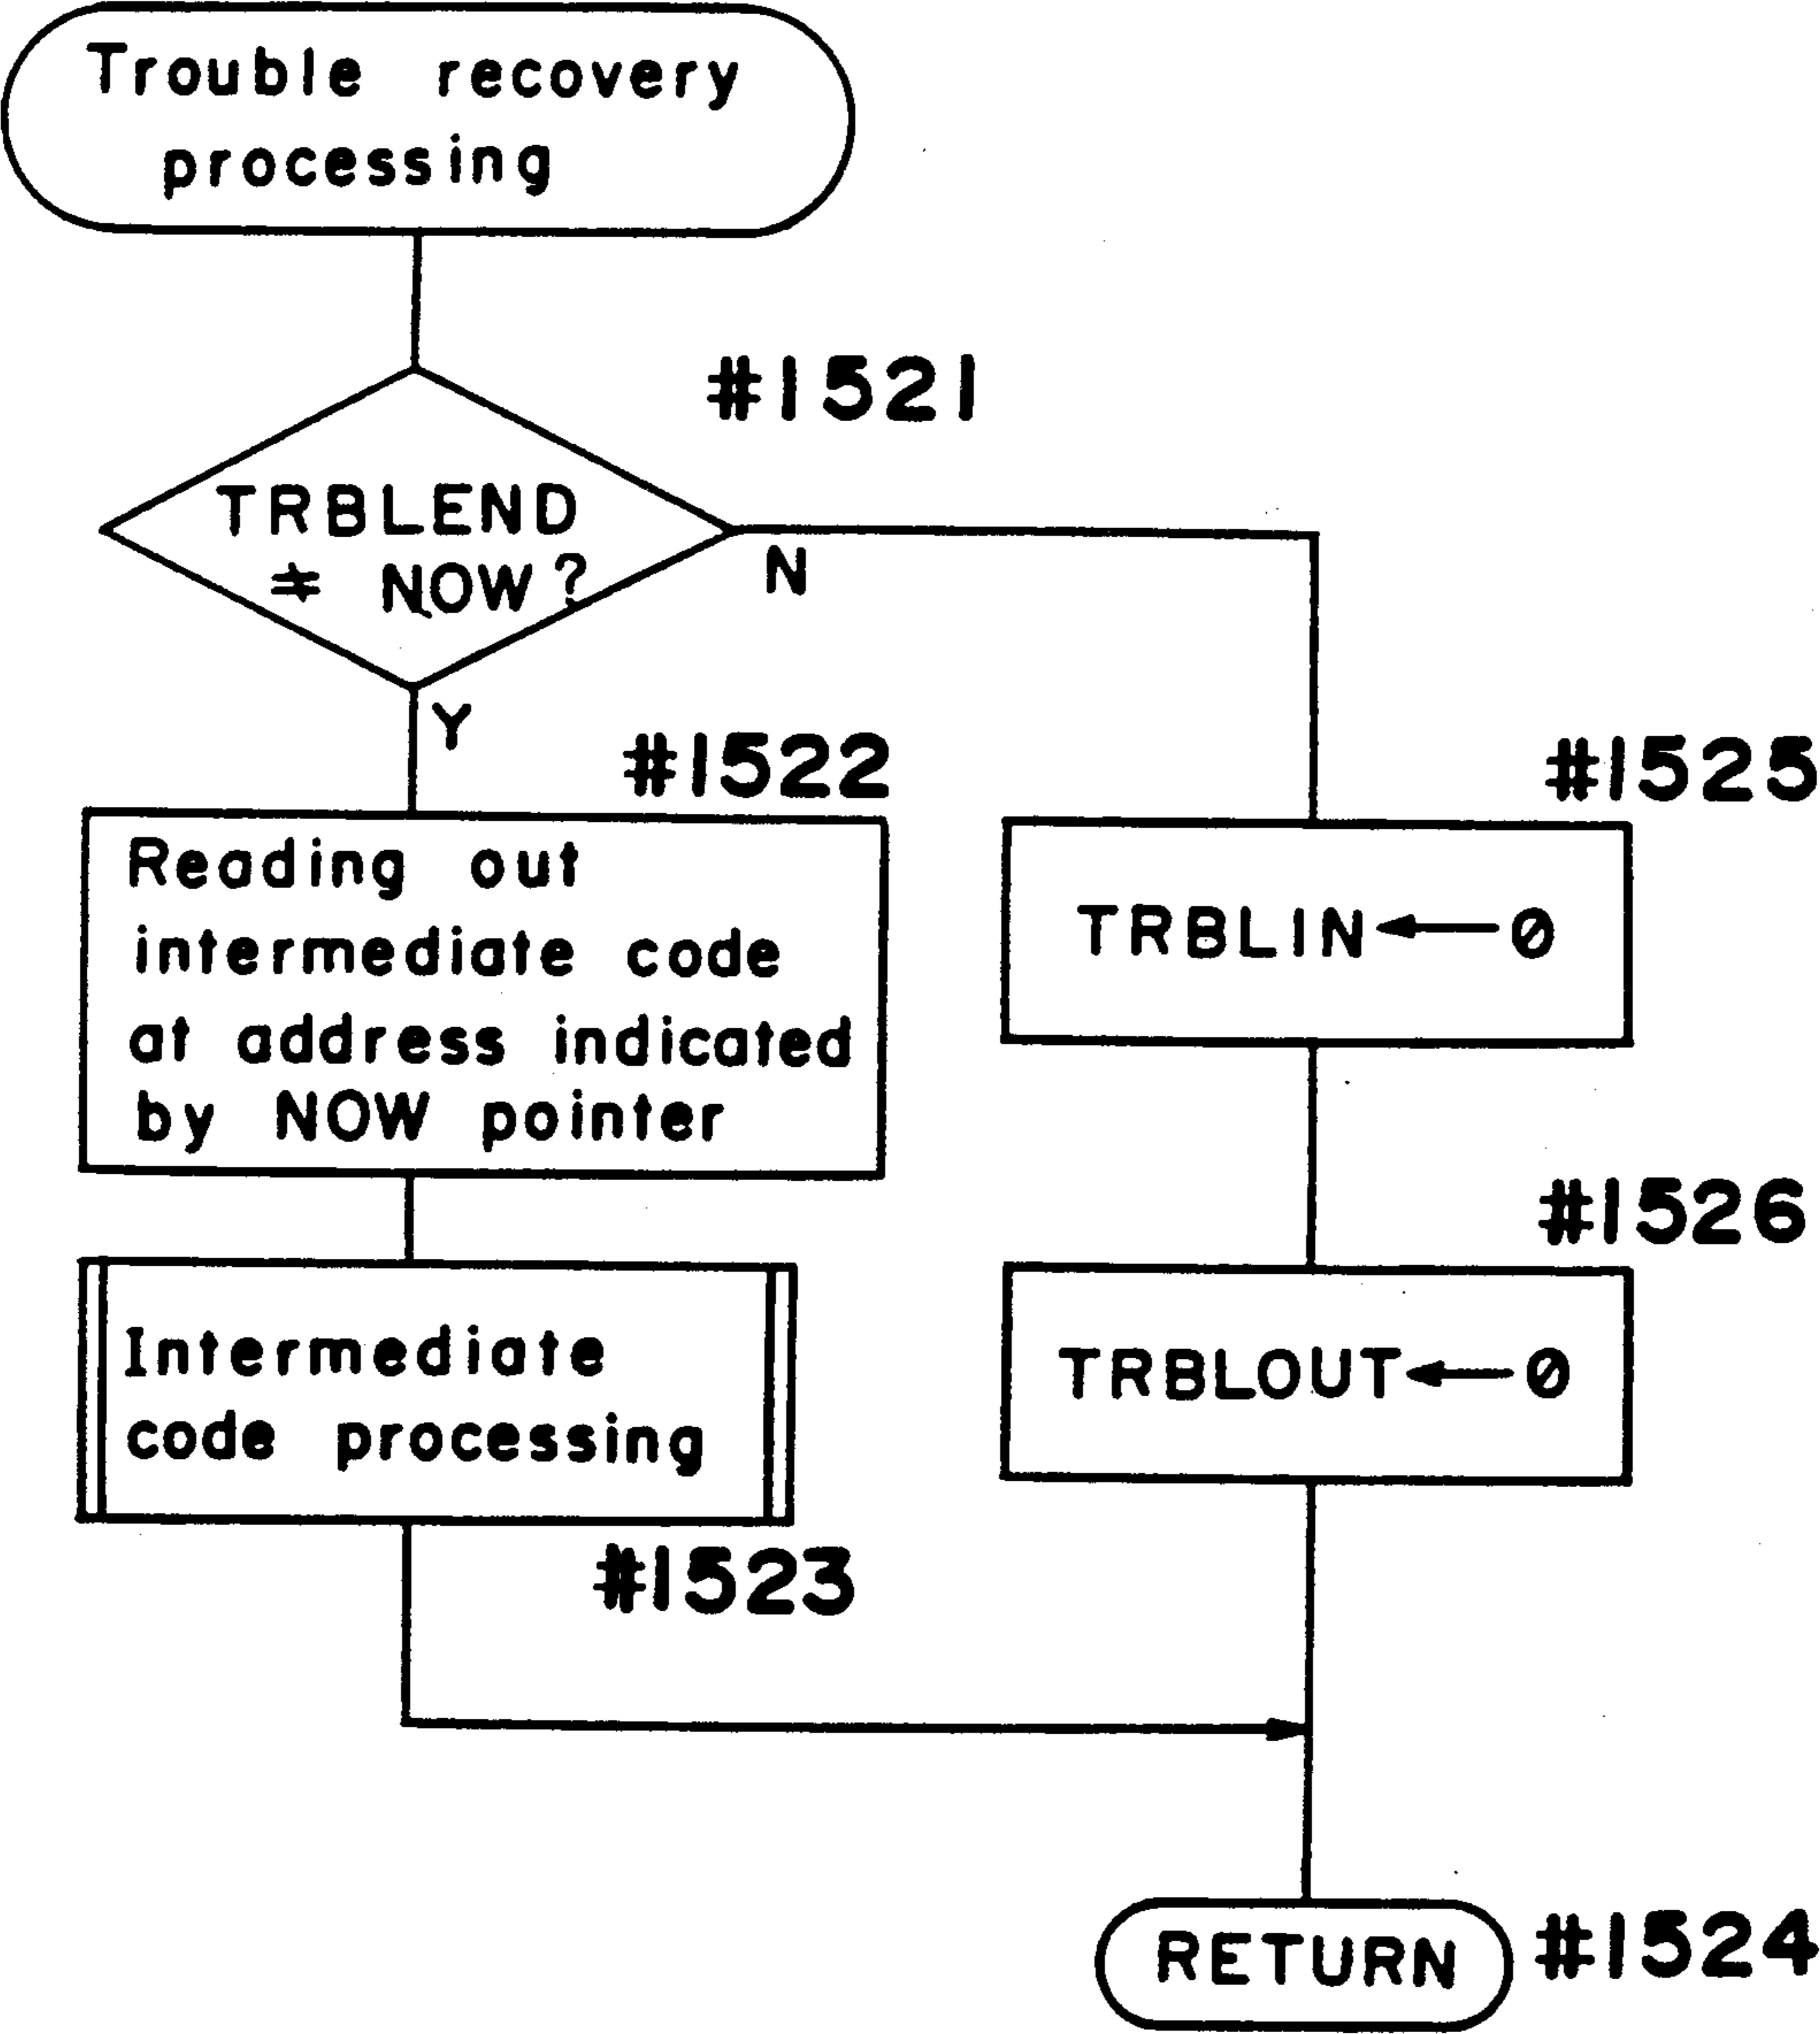 Trouble recovery
processing
#1521
TRBLEND
≠ NOW?
N
Y
#1522
Reading out
intermediate code
at address indicated
by NOW pointer
Intermediate
code processing
#1523
#1525
TRBLIN ← 0
#1526
TRBLOUT ← 0
RETURN
#1524